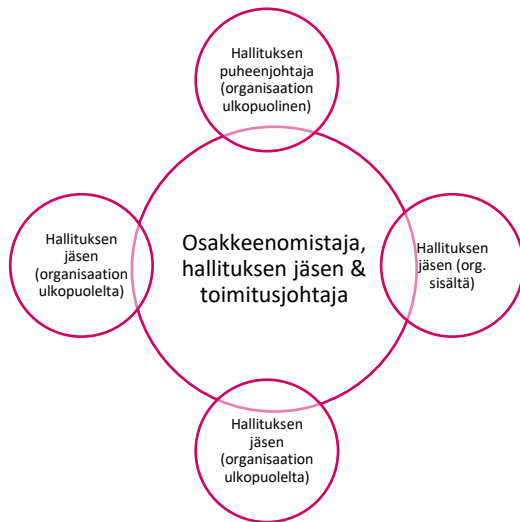 Hallituksen
puheenjohtaja
(organisaation
ulkopuolinen)
Hallituksen
jäsen
(organisaation
ulkopuolelta)
Osakkeenomistaja,
hallituksen jäsen &
toimitusjohtaja
Hallituksen
jäsen (org.
sisältä)
Hallituksen
jäsen
(organisaation
ulkopuolelta)